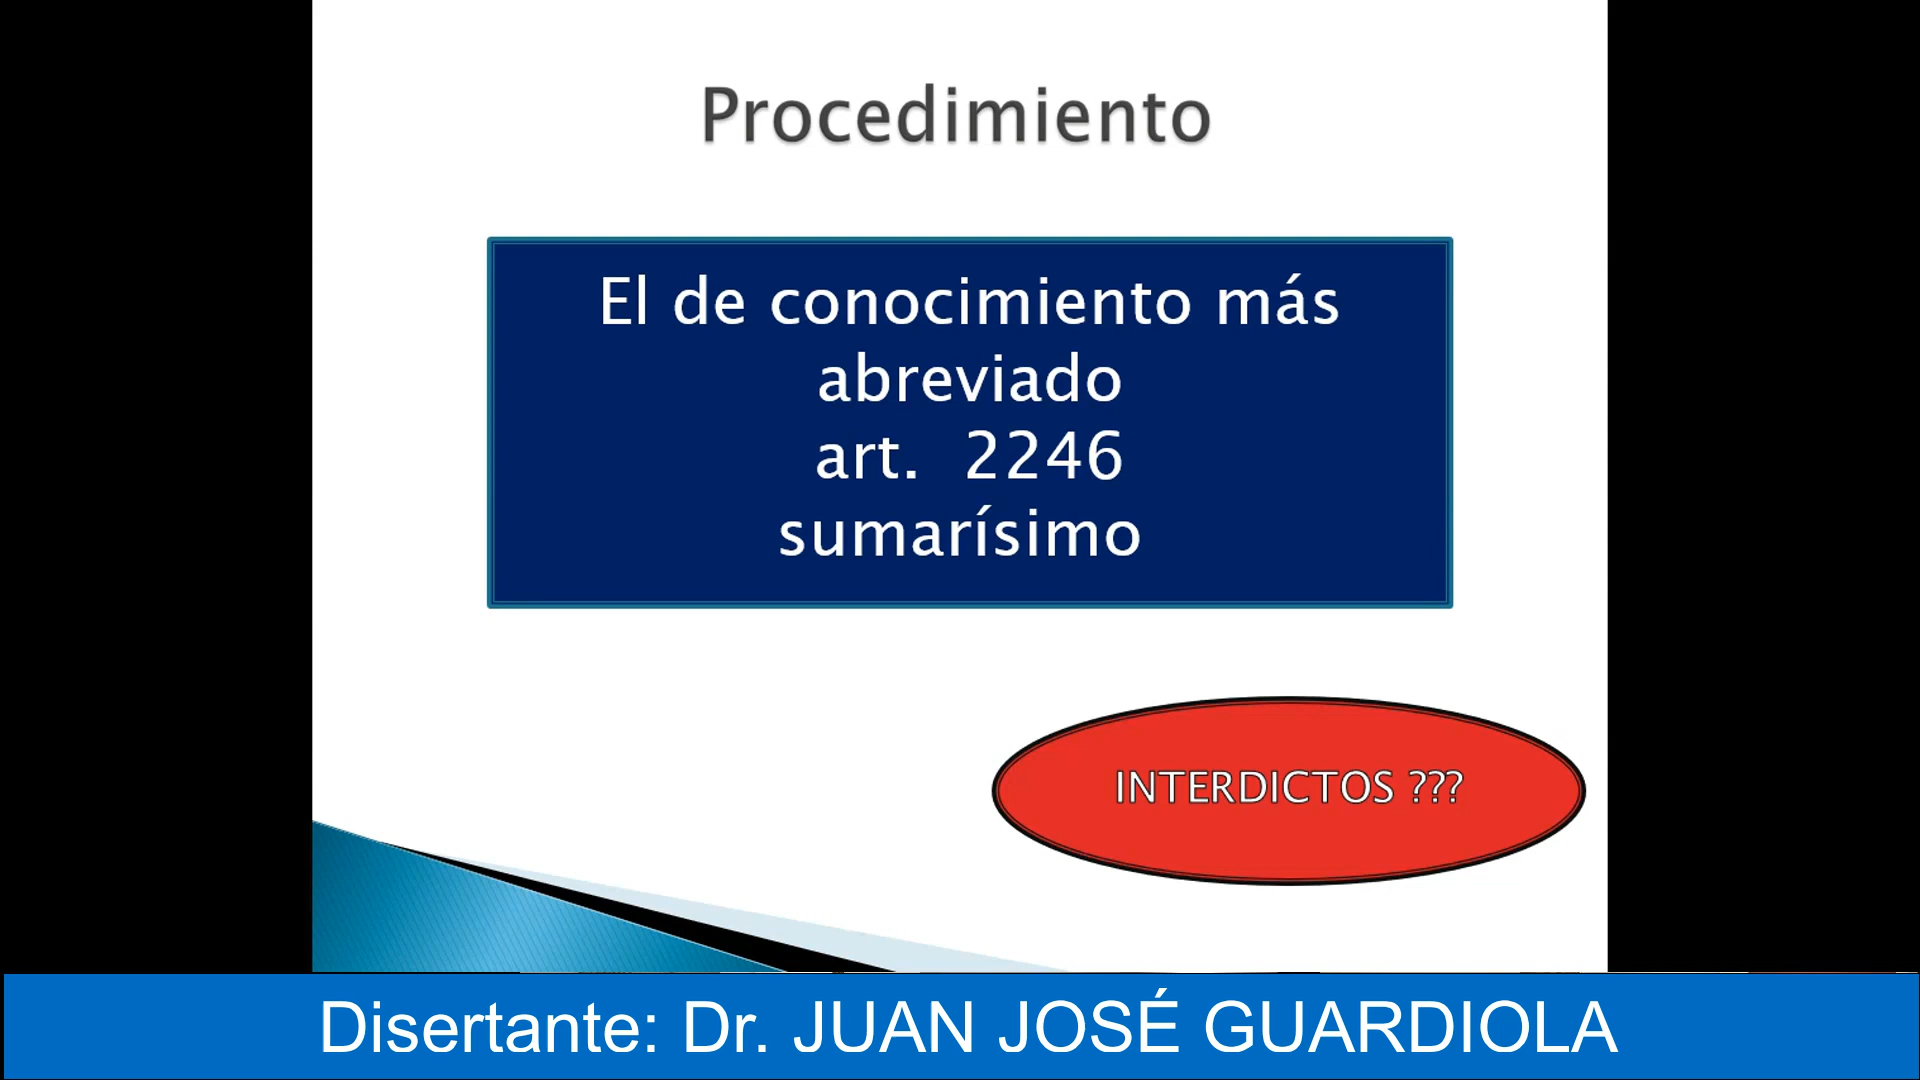 Procedimiento
El de conocimiento más
abreviado
art.  2246
sumarísimo
INTERDICTOS ???
Disertante: Dr. JUAN JOSÉ GUARDIOLA